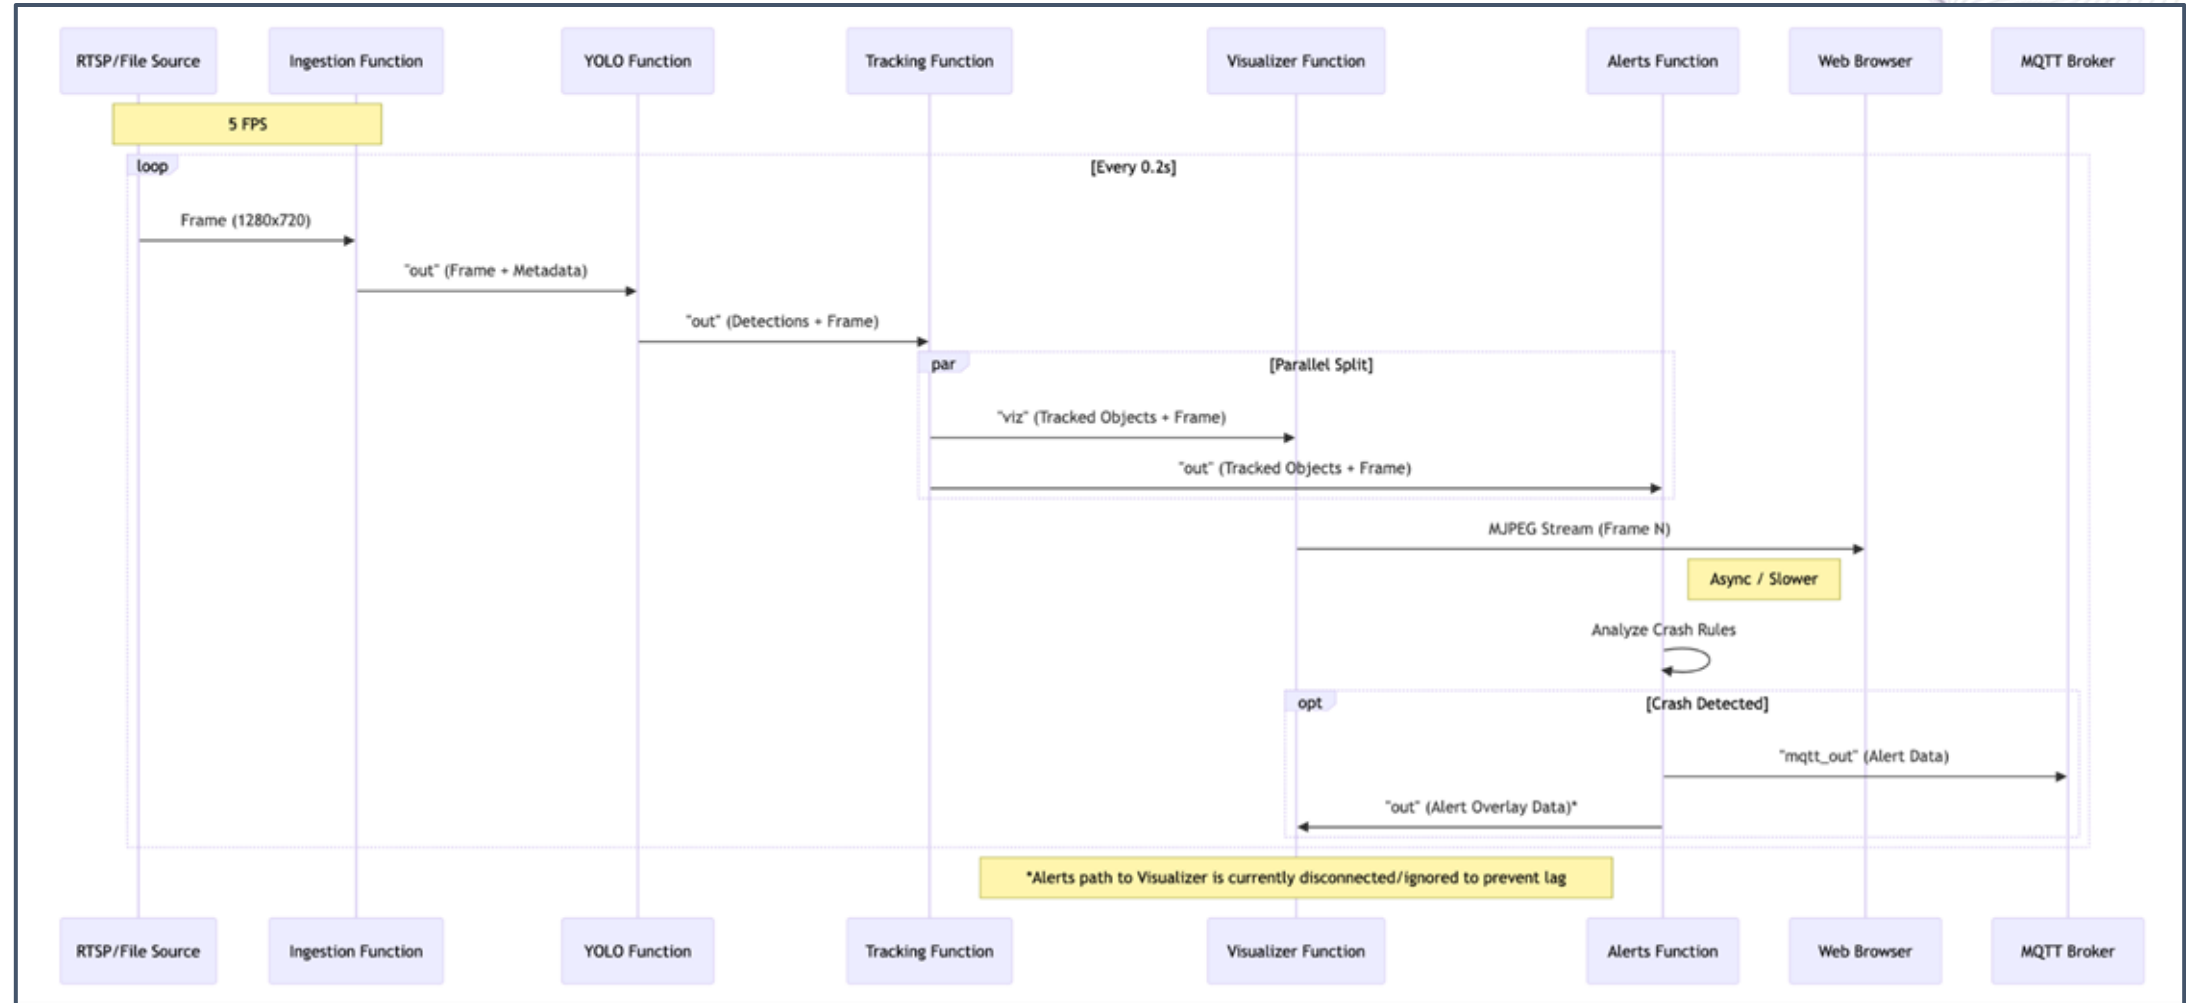 RTSP/File Source
Ingestion Function
YOLO Function
Tracking Function
Visualizer Function
Alerts Function
Web Browser
MQTT Broker
5 FPS
loop
[Every 0.2s]
Frame (1280x720)
"out" (Frame + Metadata)
"out" (Detections + Frame)
par
[Parallel Split]
"viz" (Tracked Objects + Frame)
"out" (Tracked Objects + Frame)
MJPEG Stream (Frame N)
Async / Slower
Analyze Crash Rules
opt
[Crash Detected]
"mqtt_out" (Alert Data)
"out" (Alert Overlay Data)*
*Alerts path to Visualizer is currently disconnected/ignored to prevent lag
RTSP/File Source
Ingestion Function
YOLO Function
Tracking Function
Visualizer Function
Alerts Function
Web Browser
MQTT Broker